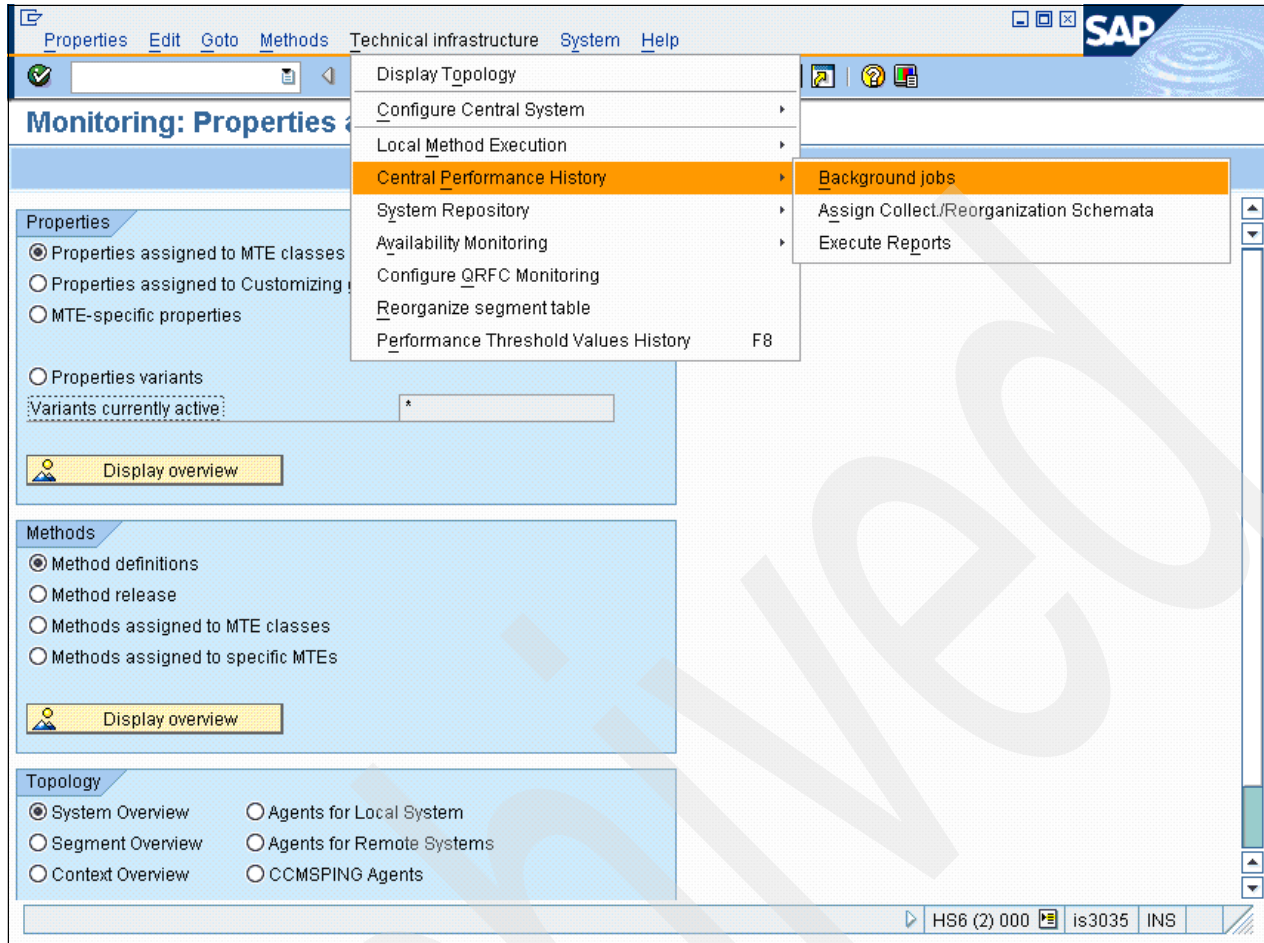 Properties Edit Goto Methods Technical infrastructure System Help
SAP
Display Topology
Configure Central System
Monitoring: Properties
Local Method Execution
Central Performance History
Background jobs
System Repository
Assign Collect./Reorganization Schemata
Availability Monitoring
Execute Reports
Configure QRFC Monitoring
Reorganize segment table
Performance Threshold Values History F8
Properties
Properties assigned to MTE classes
Properties assigned to Customizing
MTE-specific properties
Properties variants
Variants currently active *
Display overview
Methods
Method definitions
Method release
Methods assigned to MTE classes
Methods assigned to specific MTEs
Display overview
Topology
System Overview Agents for Local System
Segment Overview Agents for Remote Systems
Context Overview CCMSPING Agents
HS6 (2) 000 is3035 INS